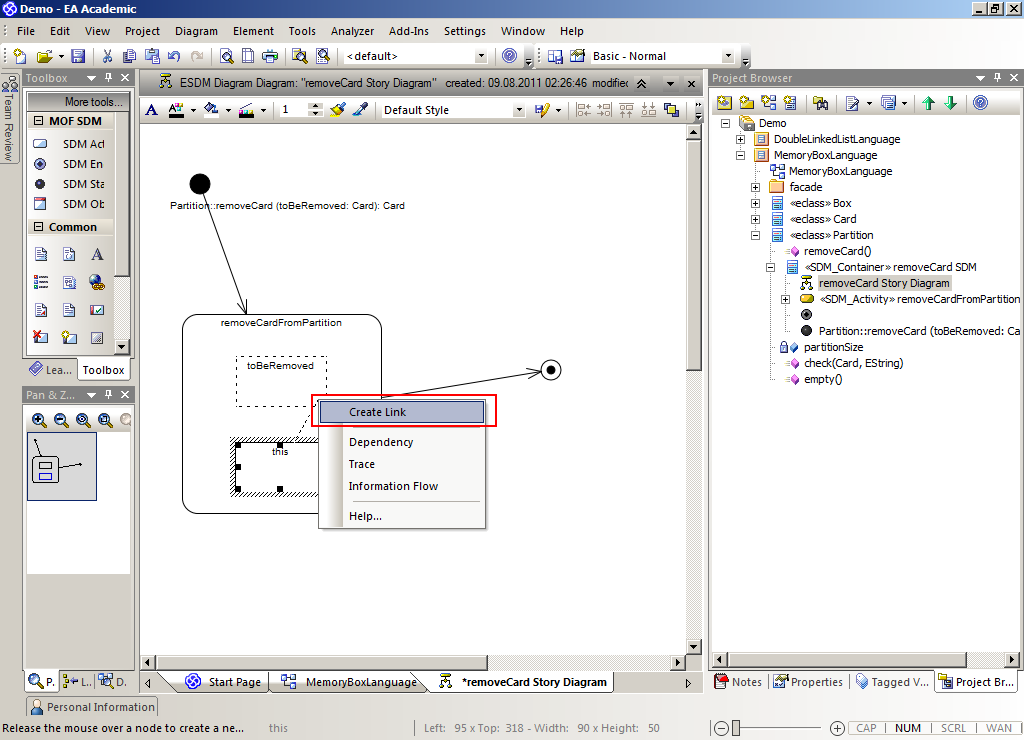 Demo - EA Academic
File Edit View Project Diagram Element Tools Analyzer Add-Ins Settings Window Help
<default> Basic - Normal
Toolbox
ESDM Diagram Diagram: "removeCard Story Diagram" created: 09.08.2011 02:26:46 modified
Project Browser
Team Review
More tools...
MOF SDM
SDM Act
SDM En
SDM Sta
SDM Ob
Common
Lea... Toolbox
Pan & Z...
A 1 Default Style
Partition::removeCard (toBeRemoved: Card): Card
removeCardFromPartition
toBeRemoved
this
Create Link
Dependency
Trace
Information Flow
Help...
Demo
DoubleLinkedListLanguage
MemoryBoxLanguage
MemoryBoxLanguage
facade
«eclass» Box
«eclass» Card
«eclass» Partition
removeCard()
«SDM_Container» removeCard SDM
removeCard Story Diagram
«SDM_Activity» removeCardFromPartition
Partition::removeCard (toBeRemoved: Ca
partitionSize
check(Card, EString)
empty()
P. L.. D.
Start Page MemoryBoxLanguage *removeCard Story Diagram
Notes Properties Tagged V... Project Br...
Personal Information
Release the mouse over a node to create a ne... this Left: 95 x Top: 318 - Width: 90 x Height: 50 CAP NUM SCRL WAN